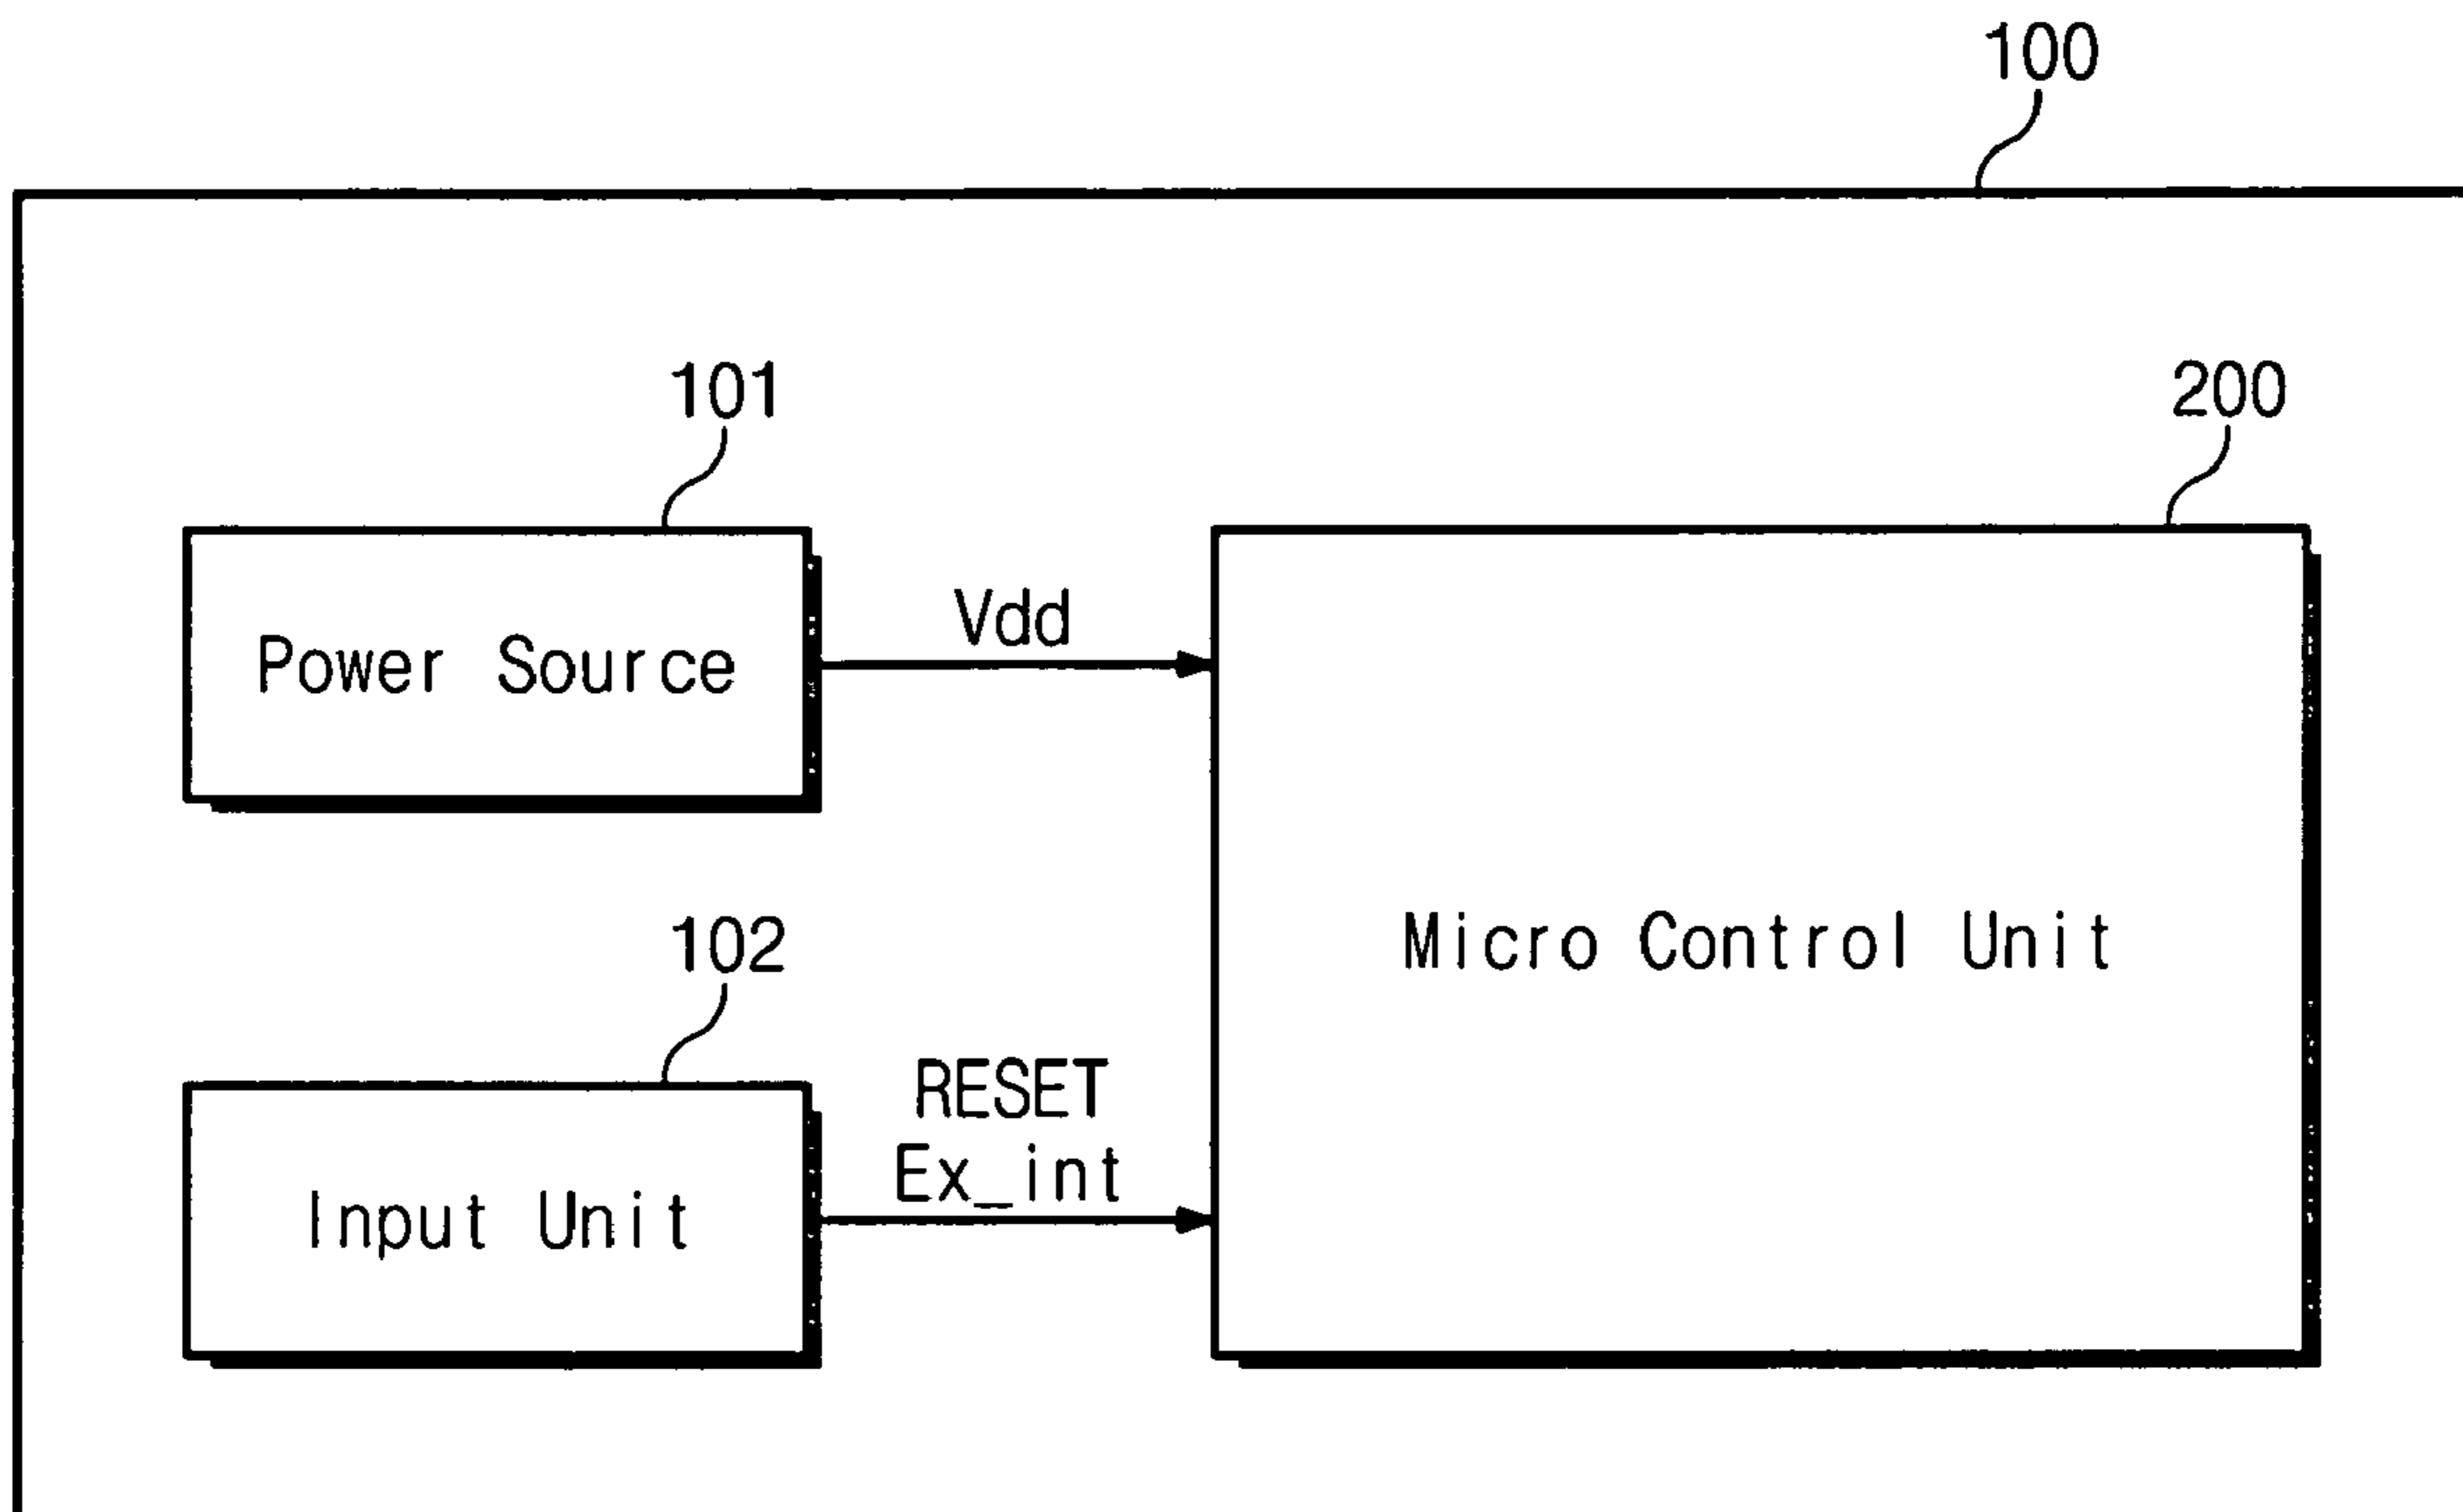 100
101
200
Vdd
Power Source
102
Micro Control Unit
RESET
Ex_int
Input Unit